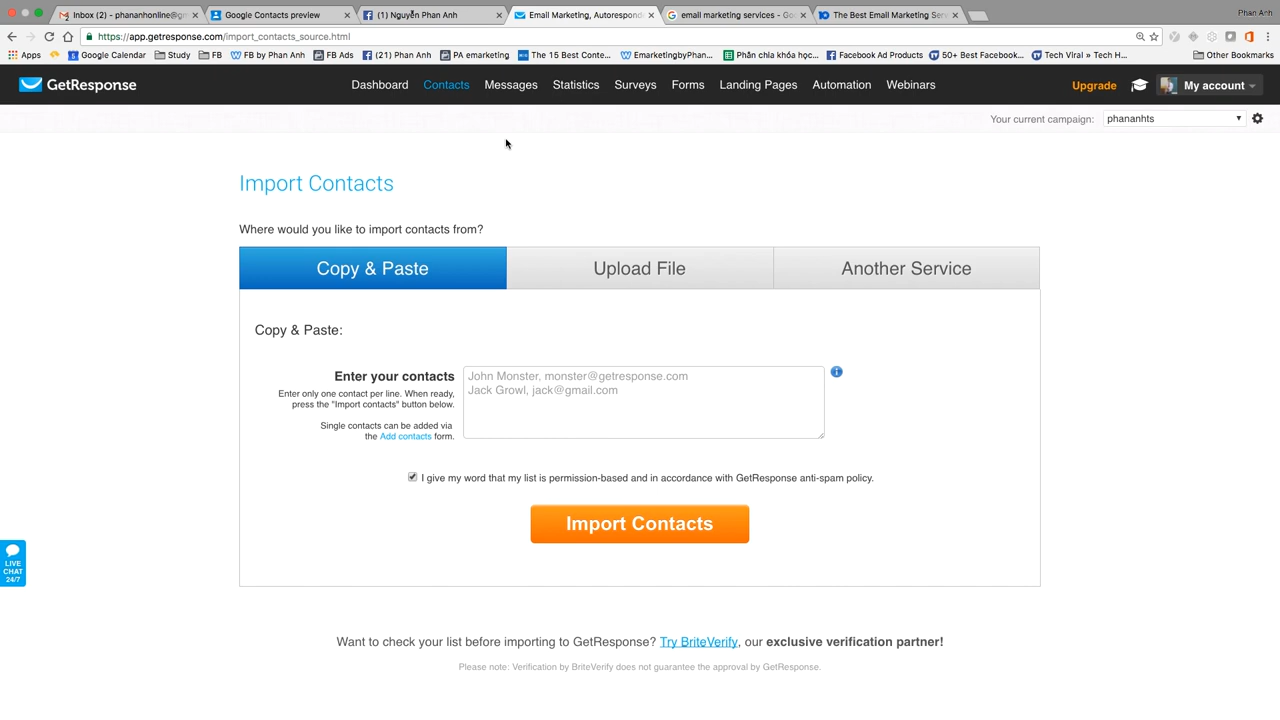 Inbox (2) - phananhonline@gm
Google Contacts preview
(1) Nguyễn Phan Anh
Email Marketing, Autorespond
email marketing services - Go
The Best Email Marketing Serv
Phan Anh
https://app.getresponse.com/import_contacts_source.html
Apps
Google Calendar
Study
FB
FB by Phan Anh
FB Ads
(21) Phan Anh
PA emarketing
The 15 Best Conte...
EmarketingbyPhan...
Phân chia khóa học...
Facebook Ad Products
50+ Best Facebook...
Tech Viral » Tech H...
Other Bookmarks
GetResponse
Dashboard
Contacts
Messages
Statistics
Surveys
Forms
Landing Pages
Automation
Webinars
Upgrade
My account
Your current campaign:
phananhts
Import Contacts
Where would you like to import contacts from?
Copy & Paste
Upload File
Another Service
Copy & Paste:
Enter your contacts
Enter only one contact per line. When ready,
press the "Import contacts" button below.
Single contacts can be added via
the Add contacts form.
John Monster, monster@getresponse.com
Jack Growl, jack@gmail.com
I give my word that my list is permission-based and in accordance with GetResponse anti-spam policy.
Import Contacts
LIVE
CHAT
24/7
Want to check your list before importing to GetResponse? Try BriteVerify, our exclusive verification partner!
Please note: Verification by BriteVerify does not guarantee the approval by GetResponse.